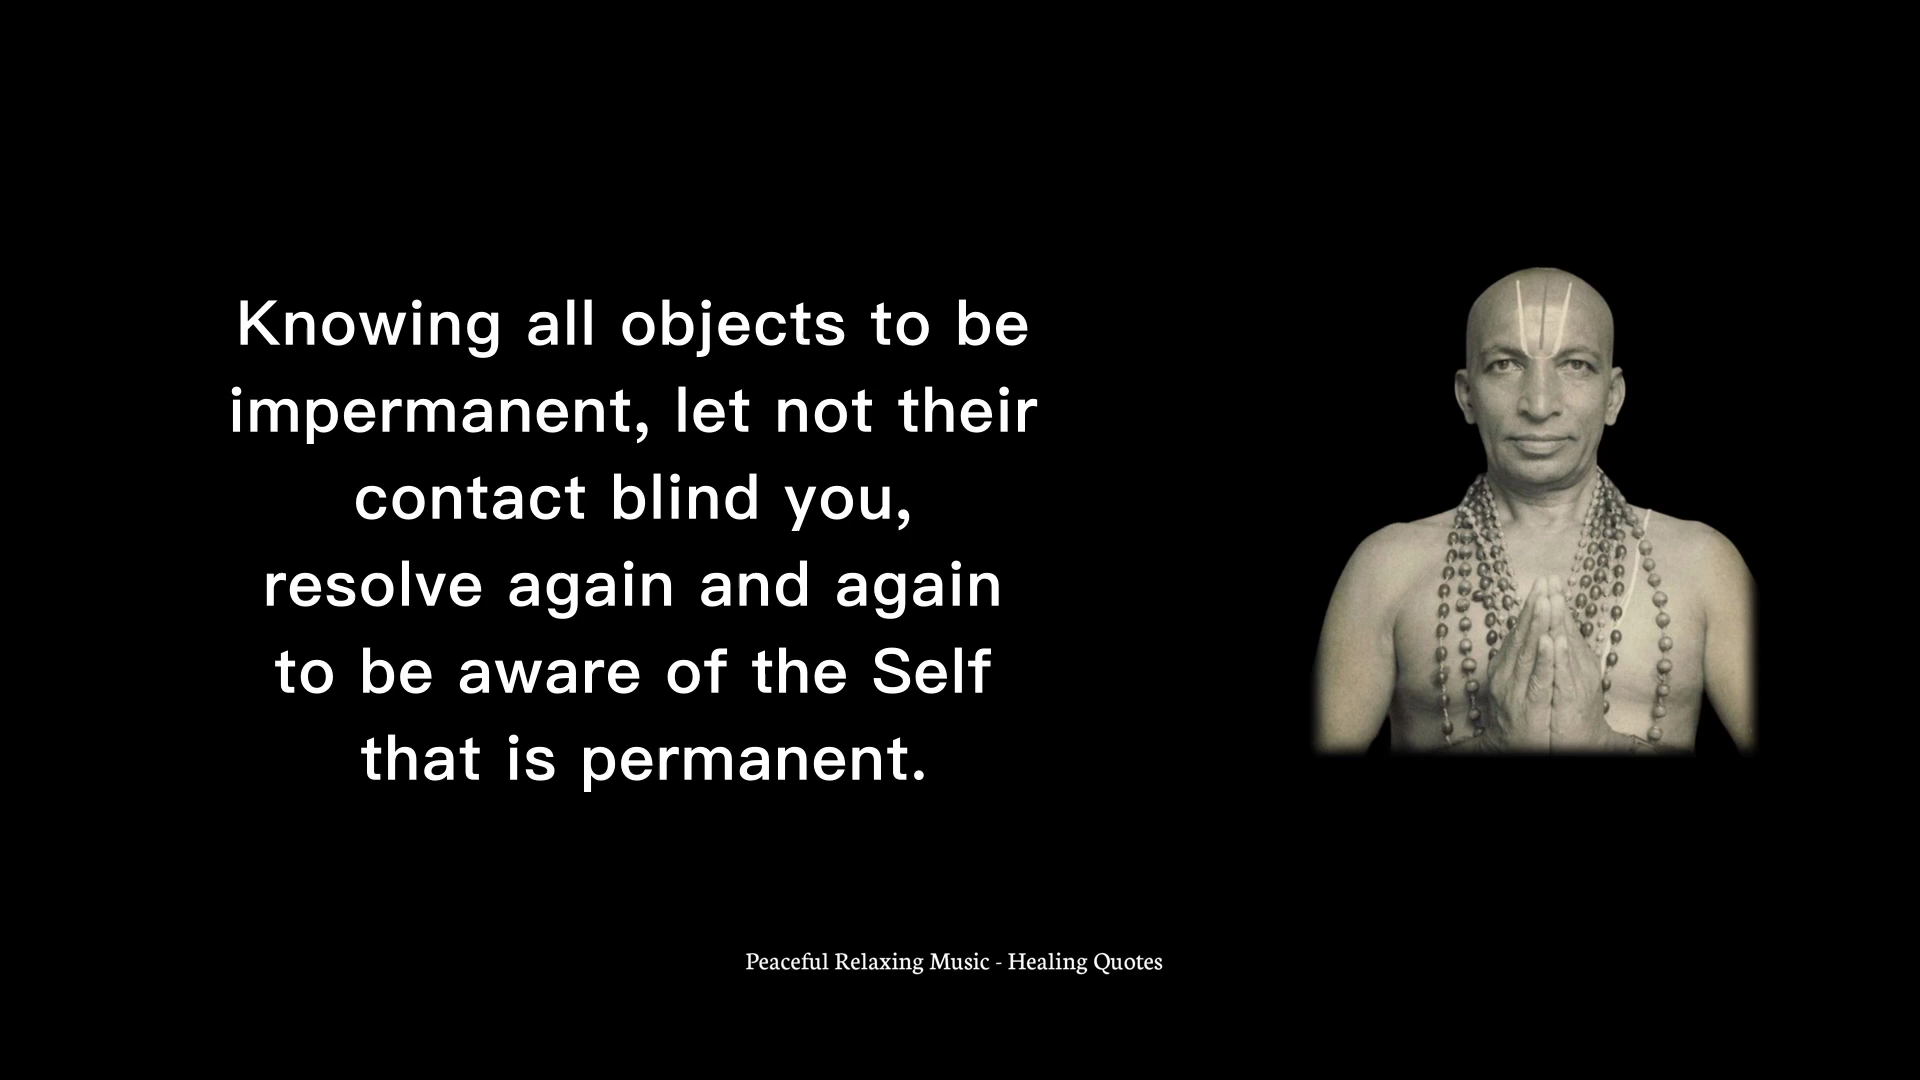 Knowing all objects to be
impermanent, let not their
contact blind you,
resolve again and again
to be aware of the Self
that is permanent.
Peaceful Relaxing Music - Healing Quotes